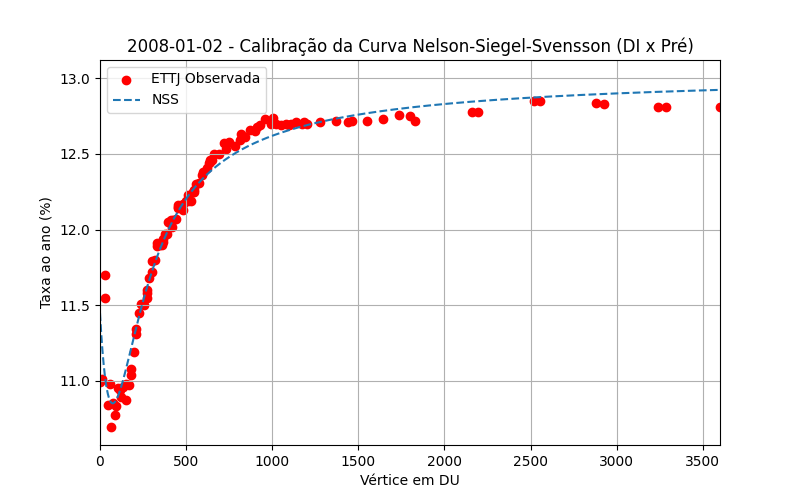 2008-01-02 - Calibração da Curva Nelson-Siegel-Svensson (DI x Pré)
ETTJ Observada
NSS
Taxa ao ano (%)
13.0
12.5
12.0
11.5
11.0
0 500 1000 1500 2000 2500 3000 3500
Vértice em DU